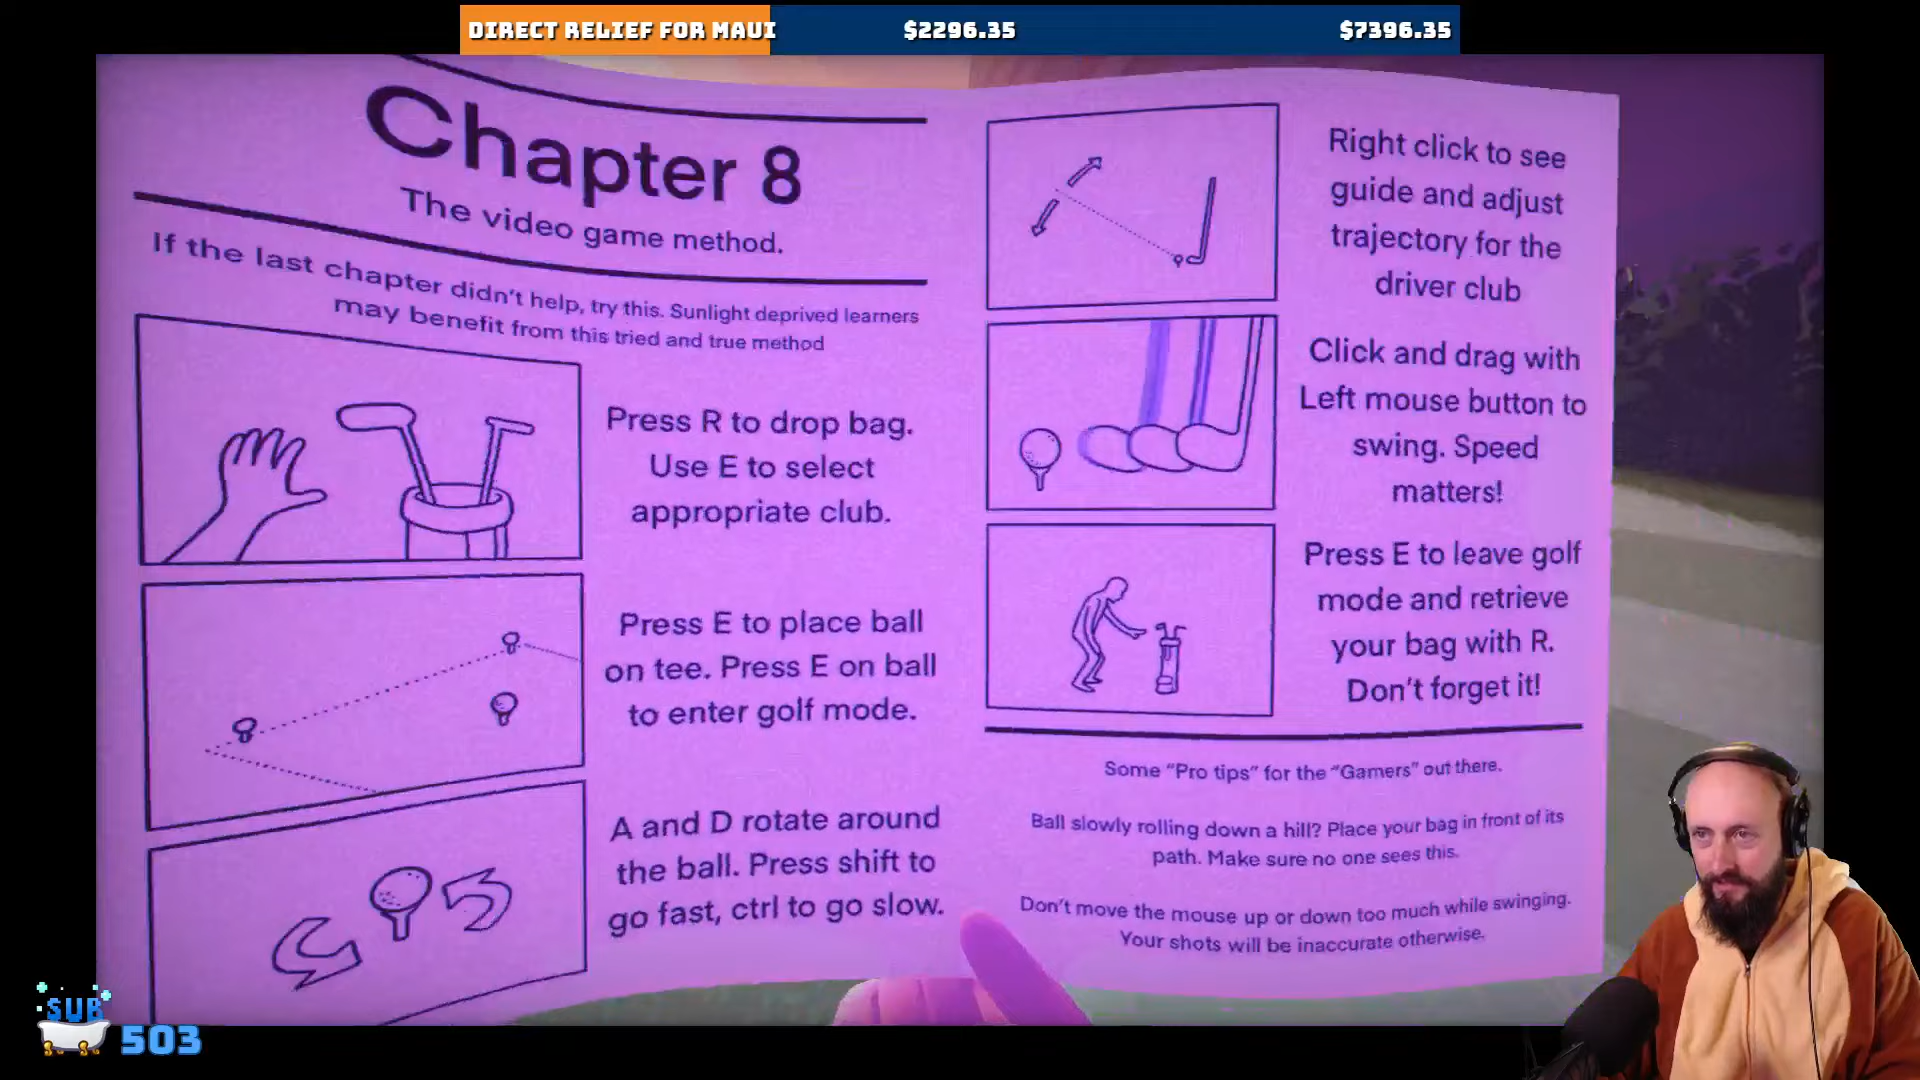 DIRECT RELIEF FOR MAUI
$2296.35
$7396.35
Chapter 8
The video game method.
If the last chapter didn't help, try this. Sunlight deprived learners
may benefit from this tried and true method
Press R to drop bag.
Use E to select
appropriate club.
Press E to place ball
on tee. Press E on ball
to enter golf mode.
A and D rotate around
the ball. Press shift to
go fast, ctrl to go slow.
Right click to see
guide and adjust
trajectory for the
driver club
Click and drag with
Left mouse button to
swing. Speed
matters!
Press E to leave golf
mode and retrieve
your bag with R.
Don't forget it!
Some "Pro tips" for the "Gamers" out there.
Ball slowly rolling down a hill? Place your bag in front of its
path. Make sure no one sees this.
Don't move the mouse up or down too much while swinging.
Your shots will be inaccurate otherwise.
SUB
503